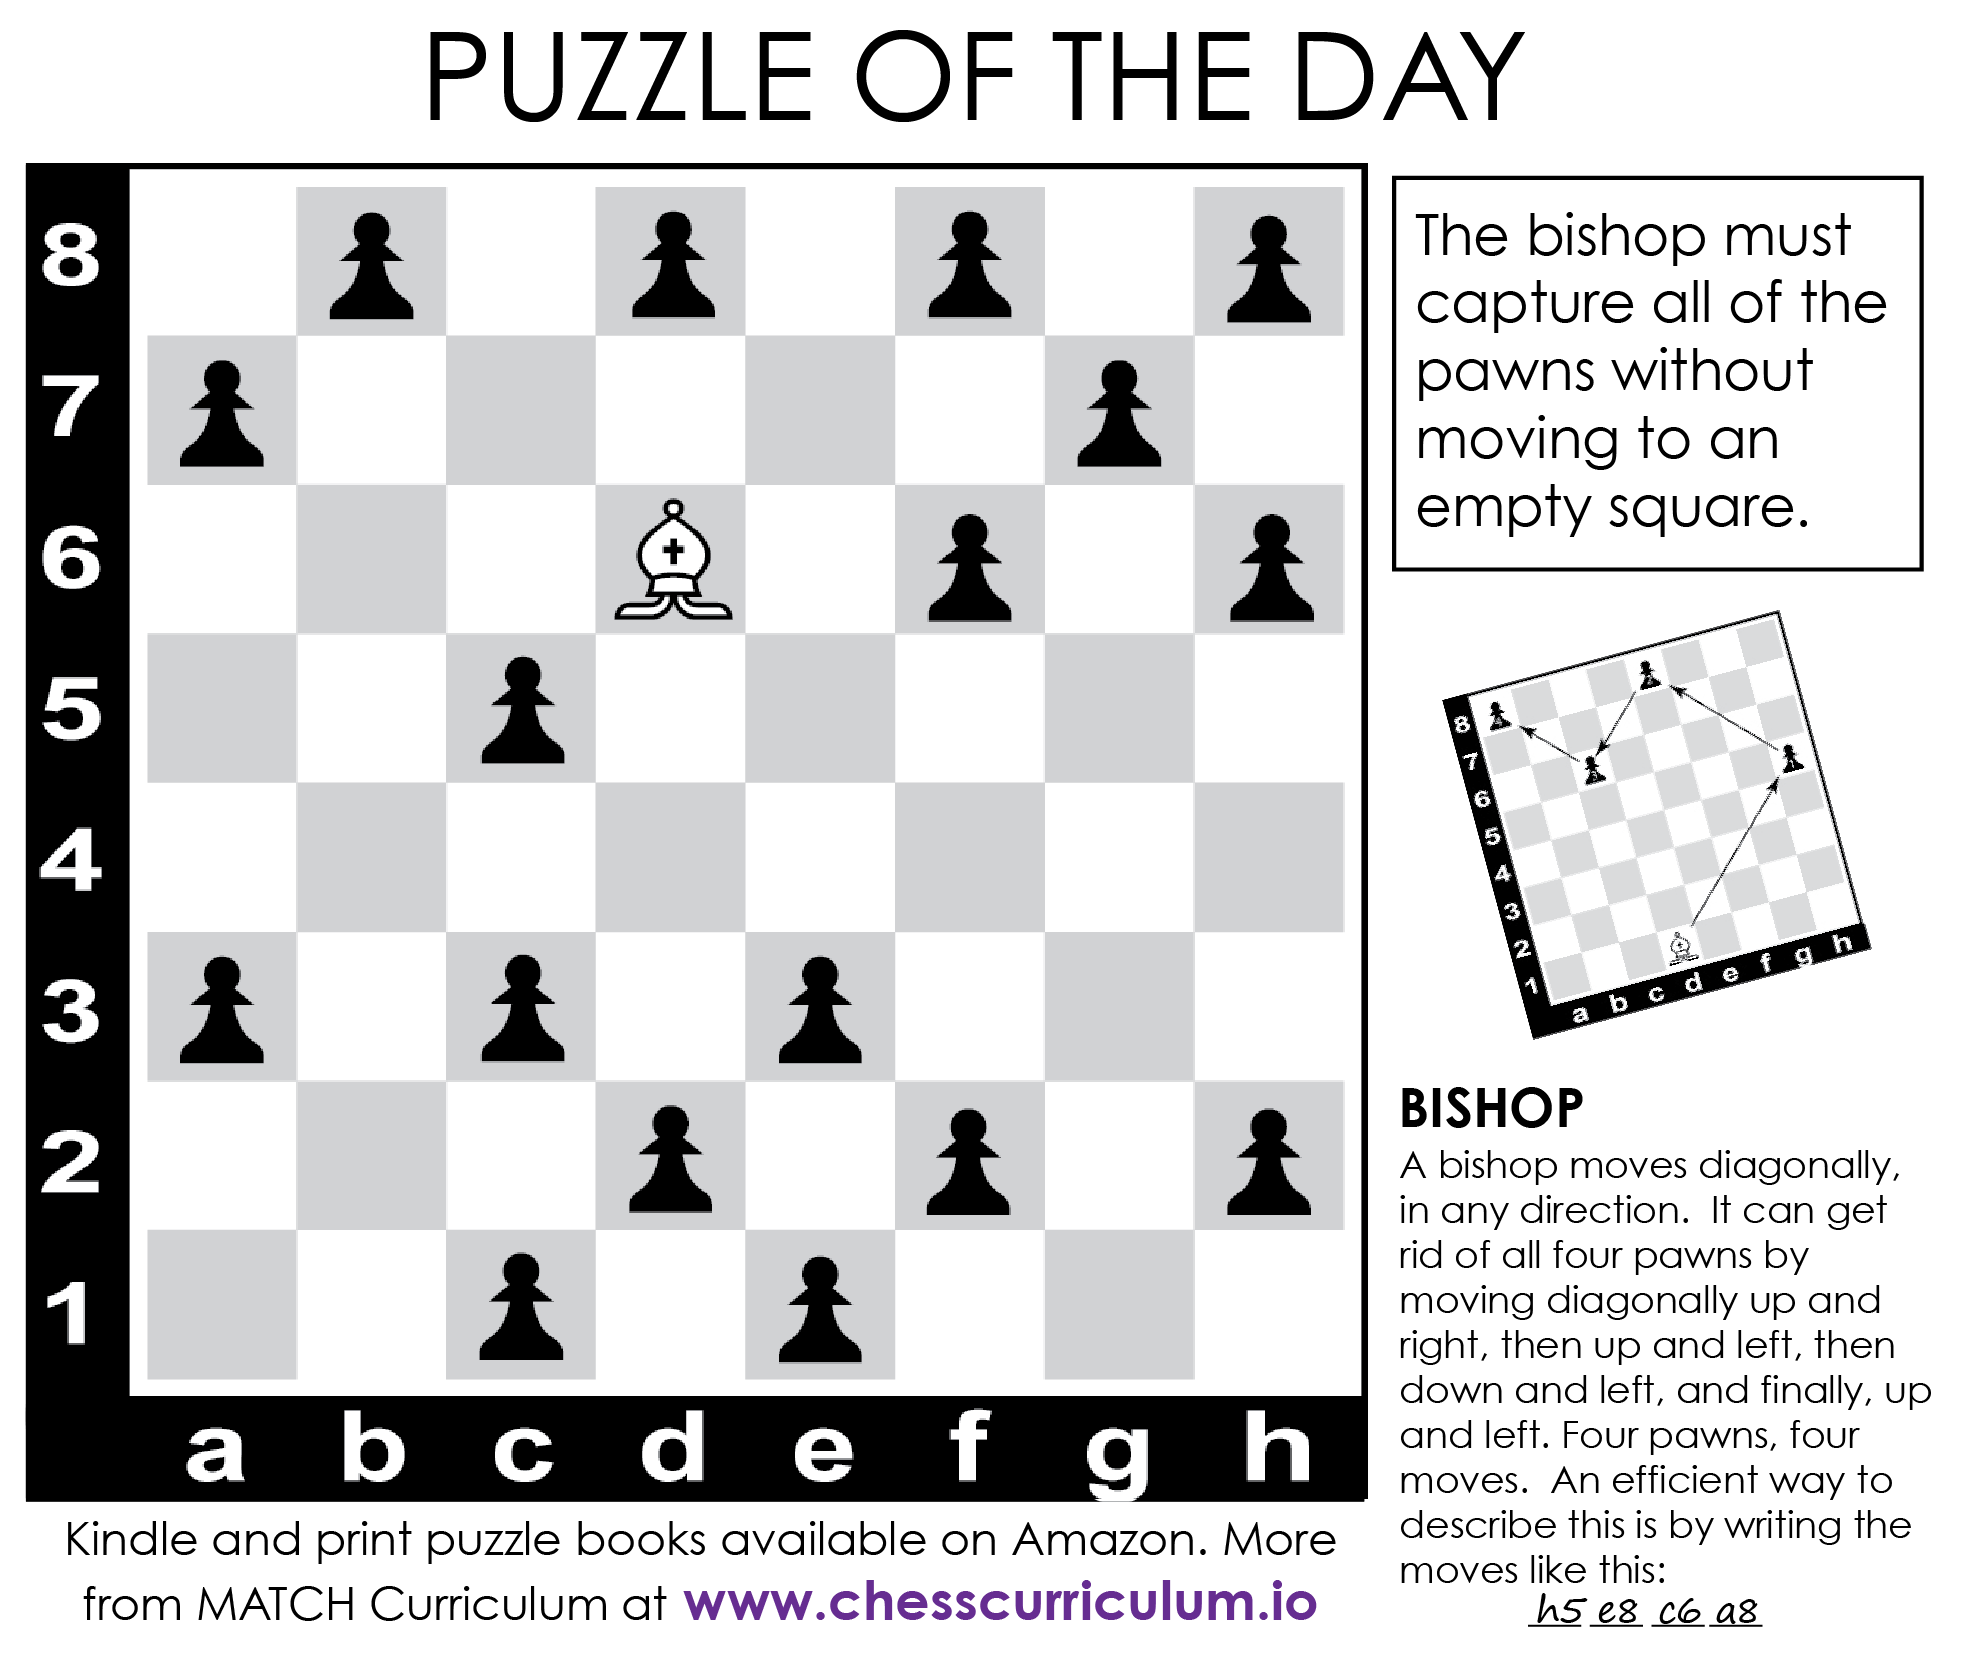 PUZZLE OF THE DAY
8
7
6
5
4
3
2
1
a b c d e f g h
The bishop must
capture all of the
pawns without
moving to an
empty square.
8
7
6
5
4
3
2
1
a b c d e f g h
BISHOP
A bishop moves diagonally,
in any direction.  It can get
rid of all four pawns by
moving diagonally up and
right, then up and left, then
down and left, and finally, up
and left. Four pawns, four
moves.  An efficient way to
describe this is by writing the
moves like this:
h5 e8 c6 a8
Kindle and print puzzle books available on Amazon. More
from MATCH Curriculum at www.chesscurriculum.io